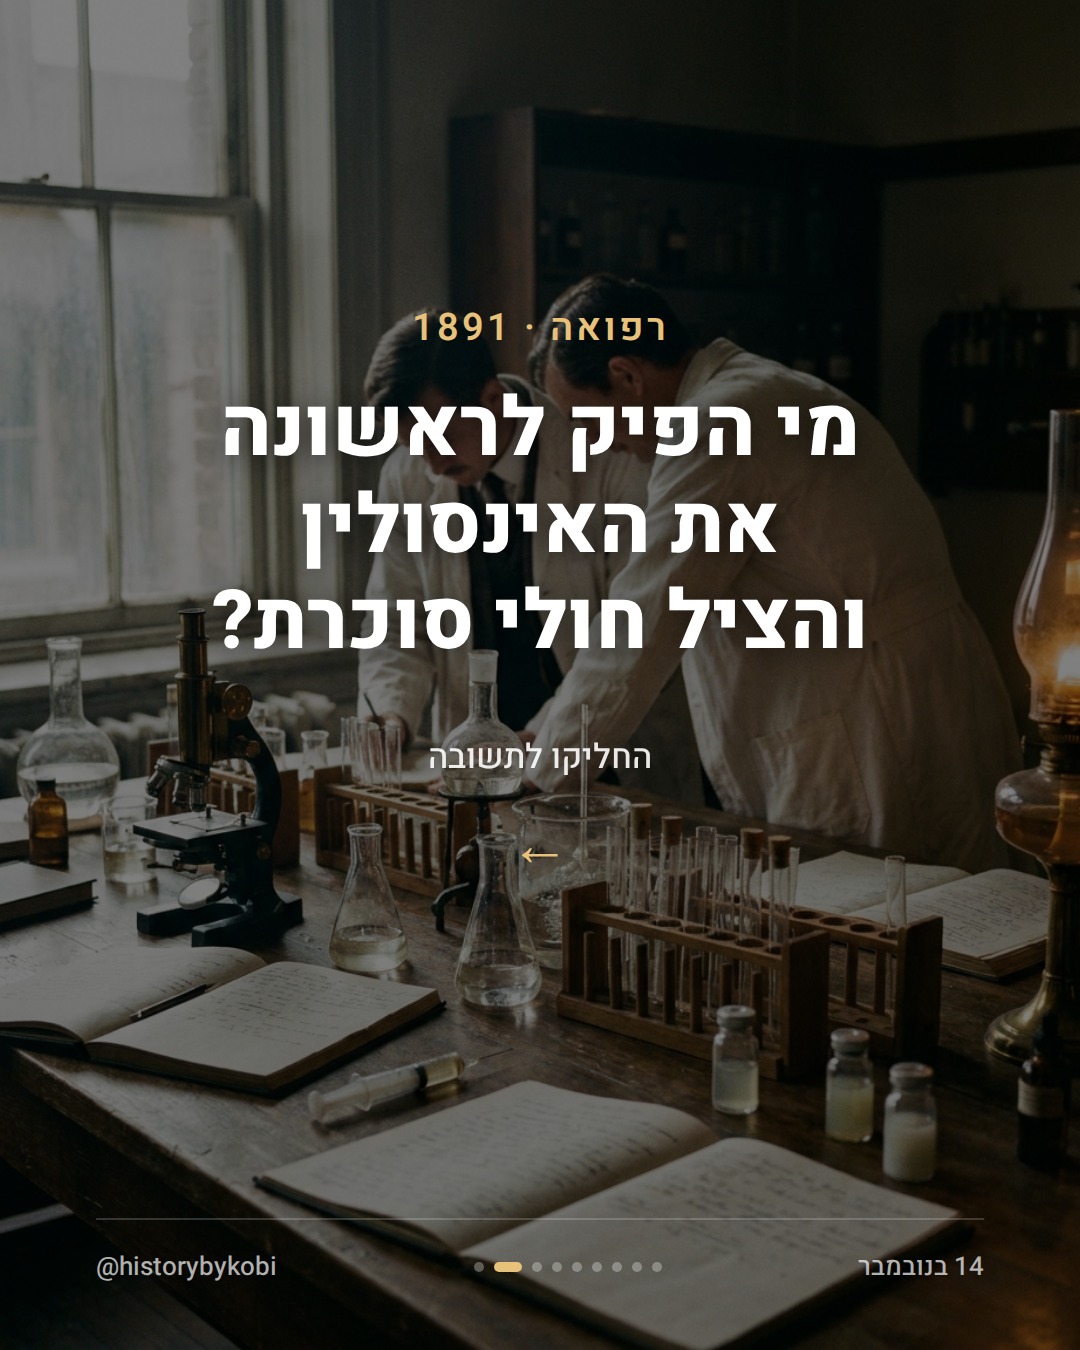 רפואה · 1891
מי הפיק לראשונה
את האינסולין
והציל חולי סוכרת?
החליקו לתשובה
←
14 בנובמבר
@historybykobi